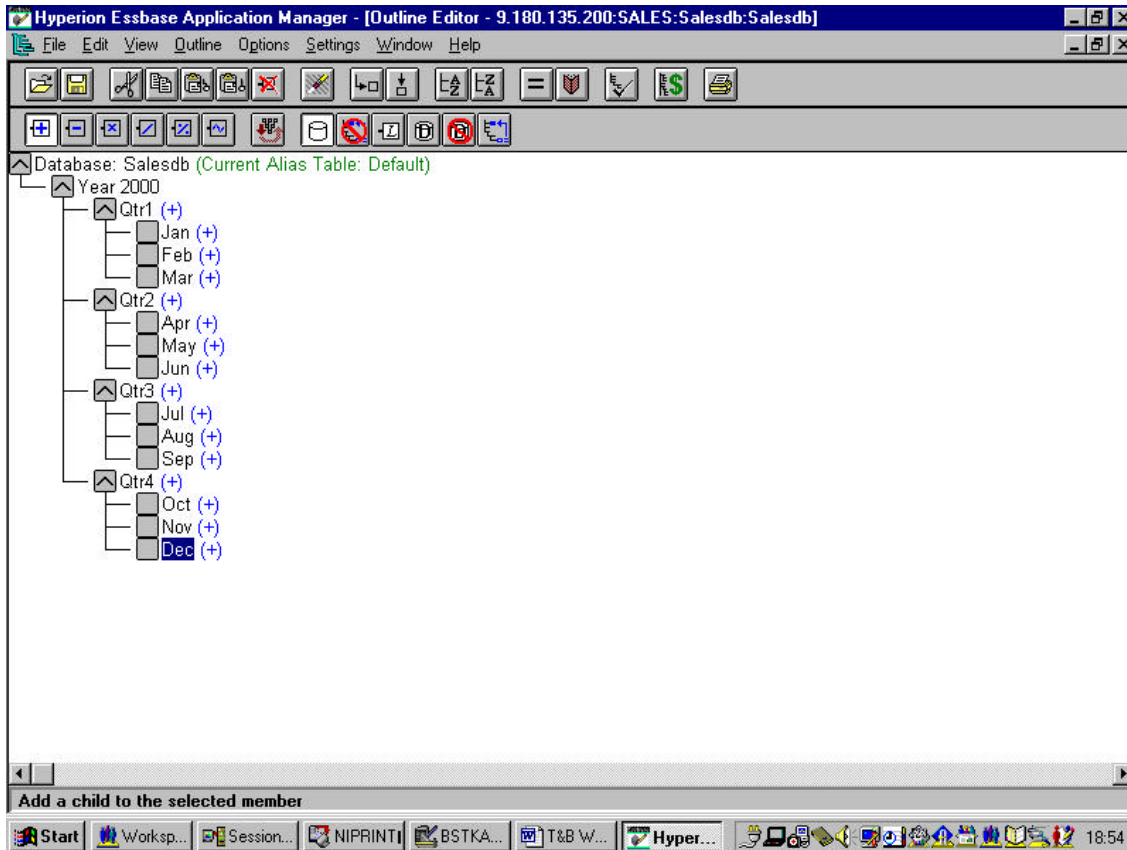 Hyperion Essbase Application Manager - [Outline Editor - 9.180.135.200:SALES:Salesdb:Salesdb]
File Edit View Outline Options Settings Window Help
Database: Salesdb (Current Alias Table: Default)
Year 2000
Qtr1 (+)
Jan (+)
Feb (+)
Mar (+)
Qtr2 (+)
Apr (+)
May (+)
Jun (+)
Qtr3 (+)
Jul (+)
Aug (+)
Sep (+)
Qtr4 (+)
Oct (+)
Nov (+)
Dec (+)
Add a child to the selected member
Start Worksp... Session... NIPRINT BSTKA... T&B W... Hyper... 18:54